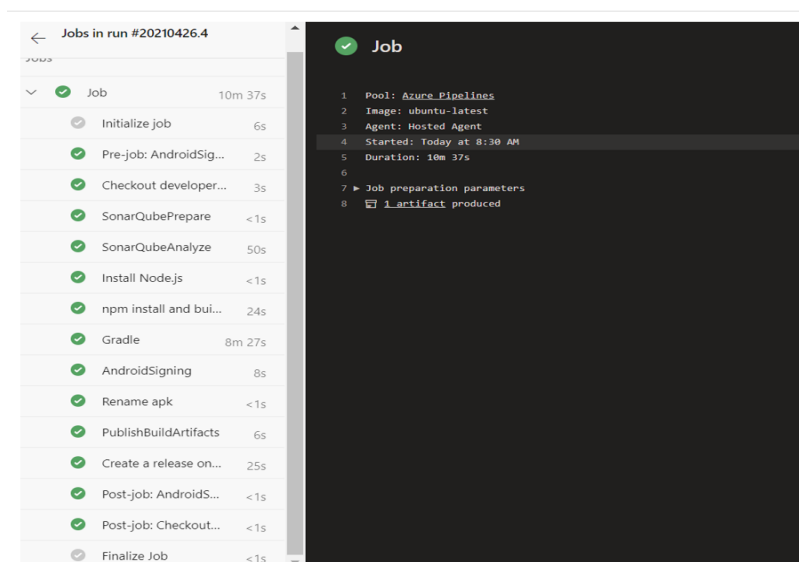 Jobs in run #20210426.4
Jobs
Job 10m 37s
Initialize job 6s
Pre-job: AndroidSig... 2s
Checkout developer... 3s
SonarQubePrepare <1s
SonarQubeAnalyze 50s
Install Node.js <1s
npm install and bui... 24s
Gradle 8m 27s
AndroidSigning 8s
Rename apk <1s
PublishBuildArtifacts 6s
Create a release on... 25s
Post-job: AndroidS... <1s
Post-job: Checkout... <1s
Finalize Job <1s
Job
1 Pool: Azure Pipelines
2 Image: ubuntu-latest
3 Agent: Hosted Agent
4 Started: Today at 8:30 AM
5 Duration: 10m 37s
6
7 Job preparation parameters
8 1 artifact produced